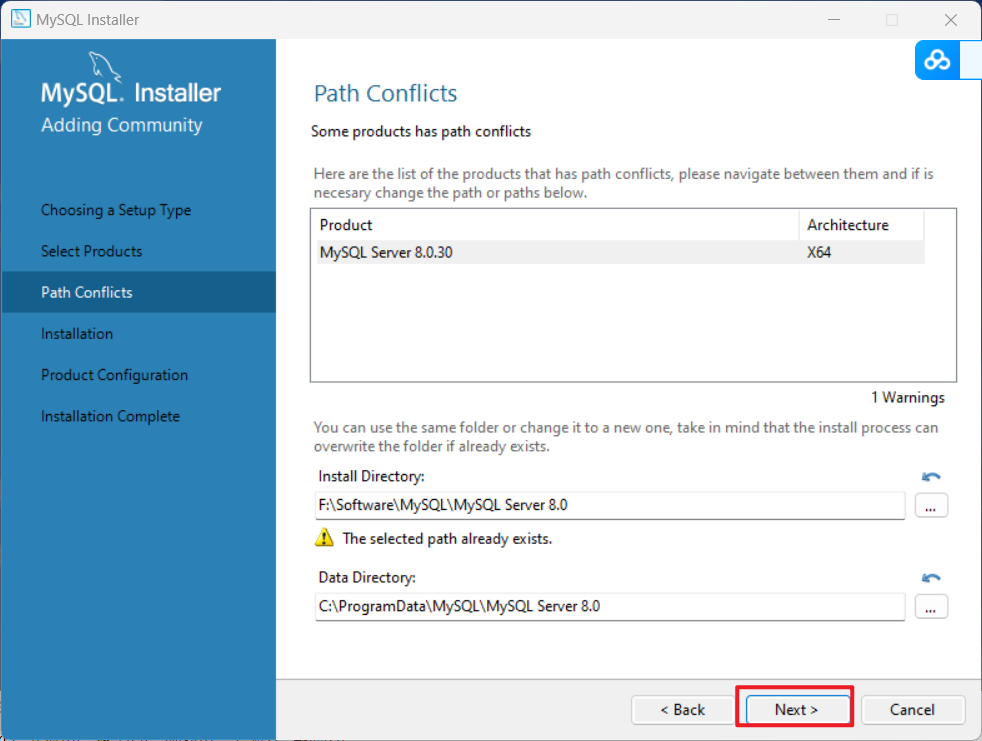 MySQL Installer
MySQL. Installer
Adding Community
Choosing a Setup Type
Select Products
Path Conflicts
Installation
Product Configuration
Installation Complete
Path Conflicts
Some products has path conflicts
Here are the list of the products that has path conflicts, please navigate between them and if is
necesary change the path or paths below.
Product Architecture
MySQL Server 8.0.30 X64
1 Warnings
You can use the same folder or change it to a new one, take in mind that the install process can
overwrite the folder if already exists.
Install Directory:
F:\Software\MySQL\MySQL Server 8.0
...
The selected path already exists.
Data Directory:
C:\ProgramData\MySQL\MySQL Server 8.0
...
< Back Next > Cancel